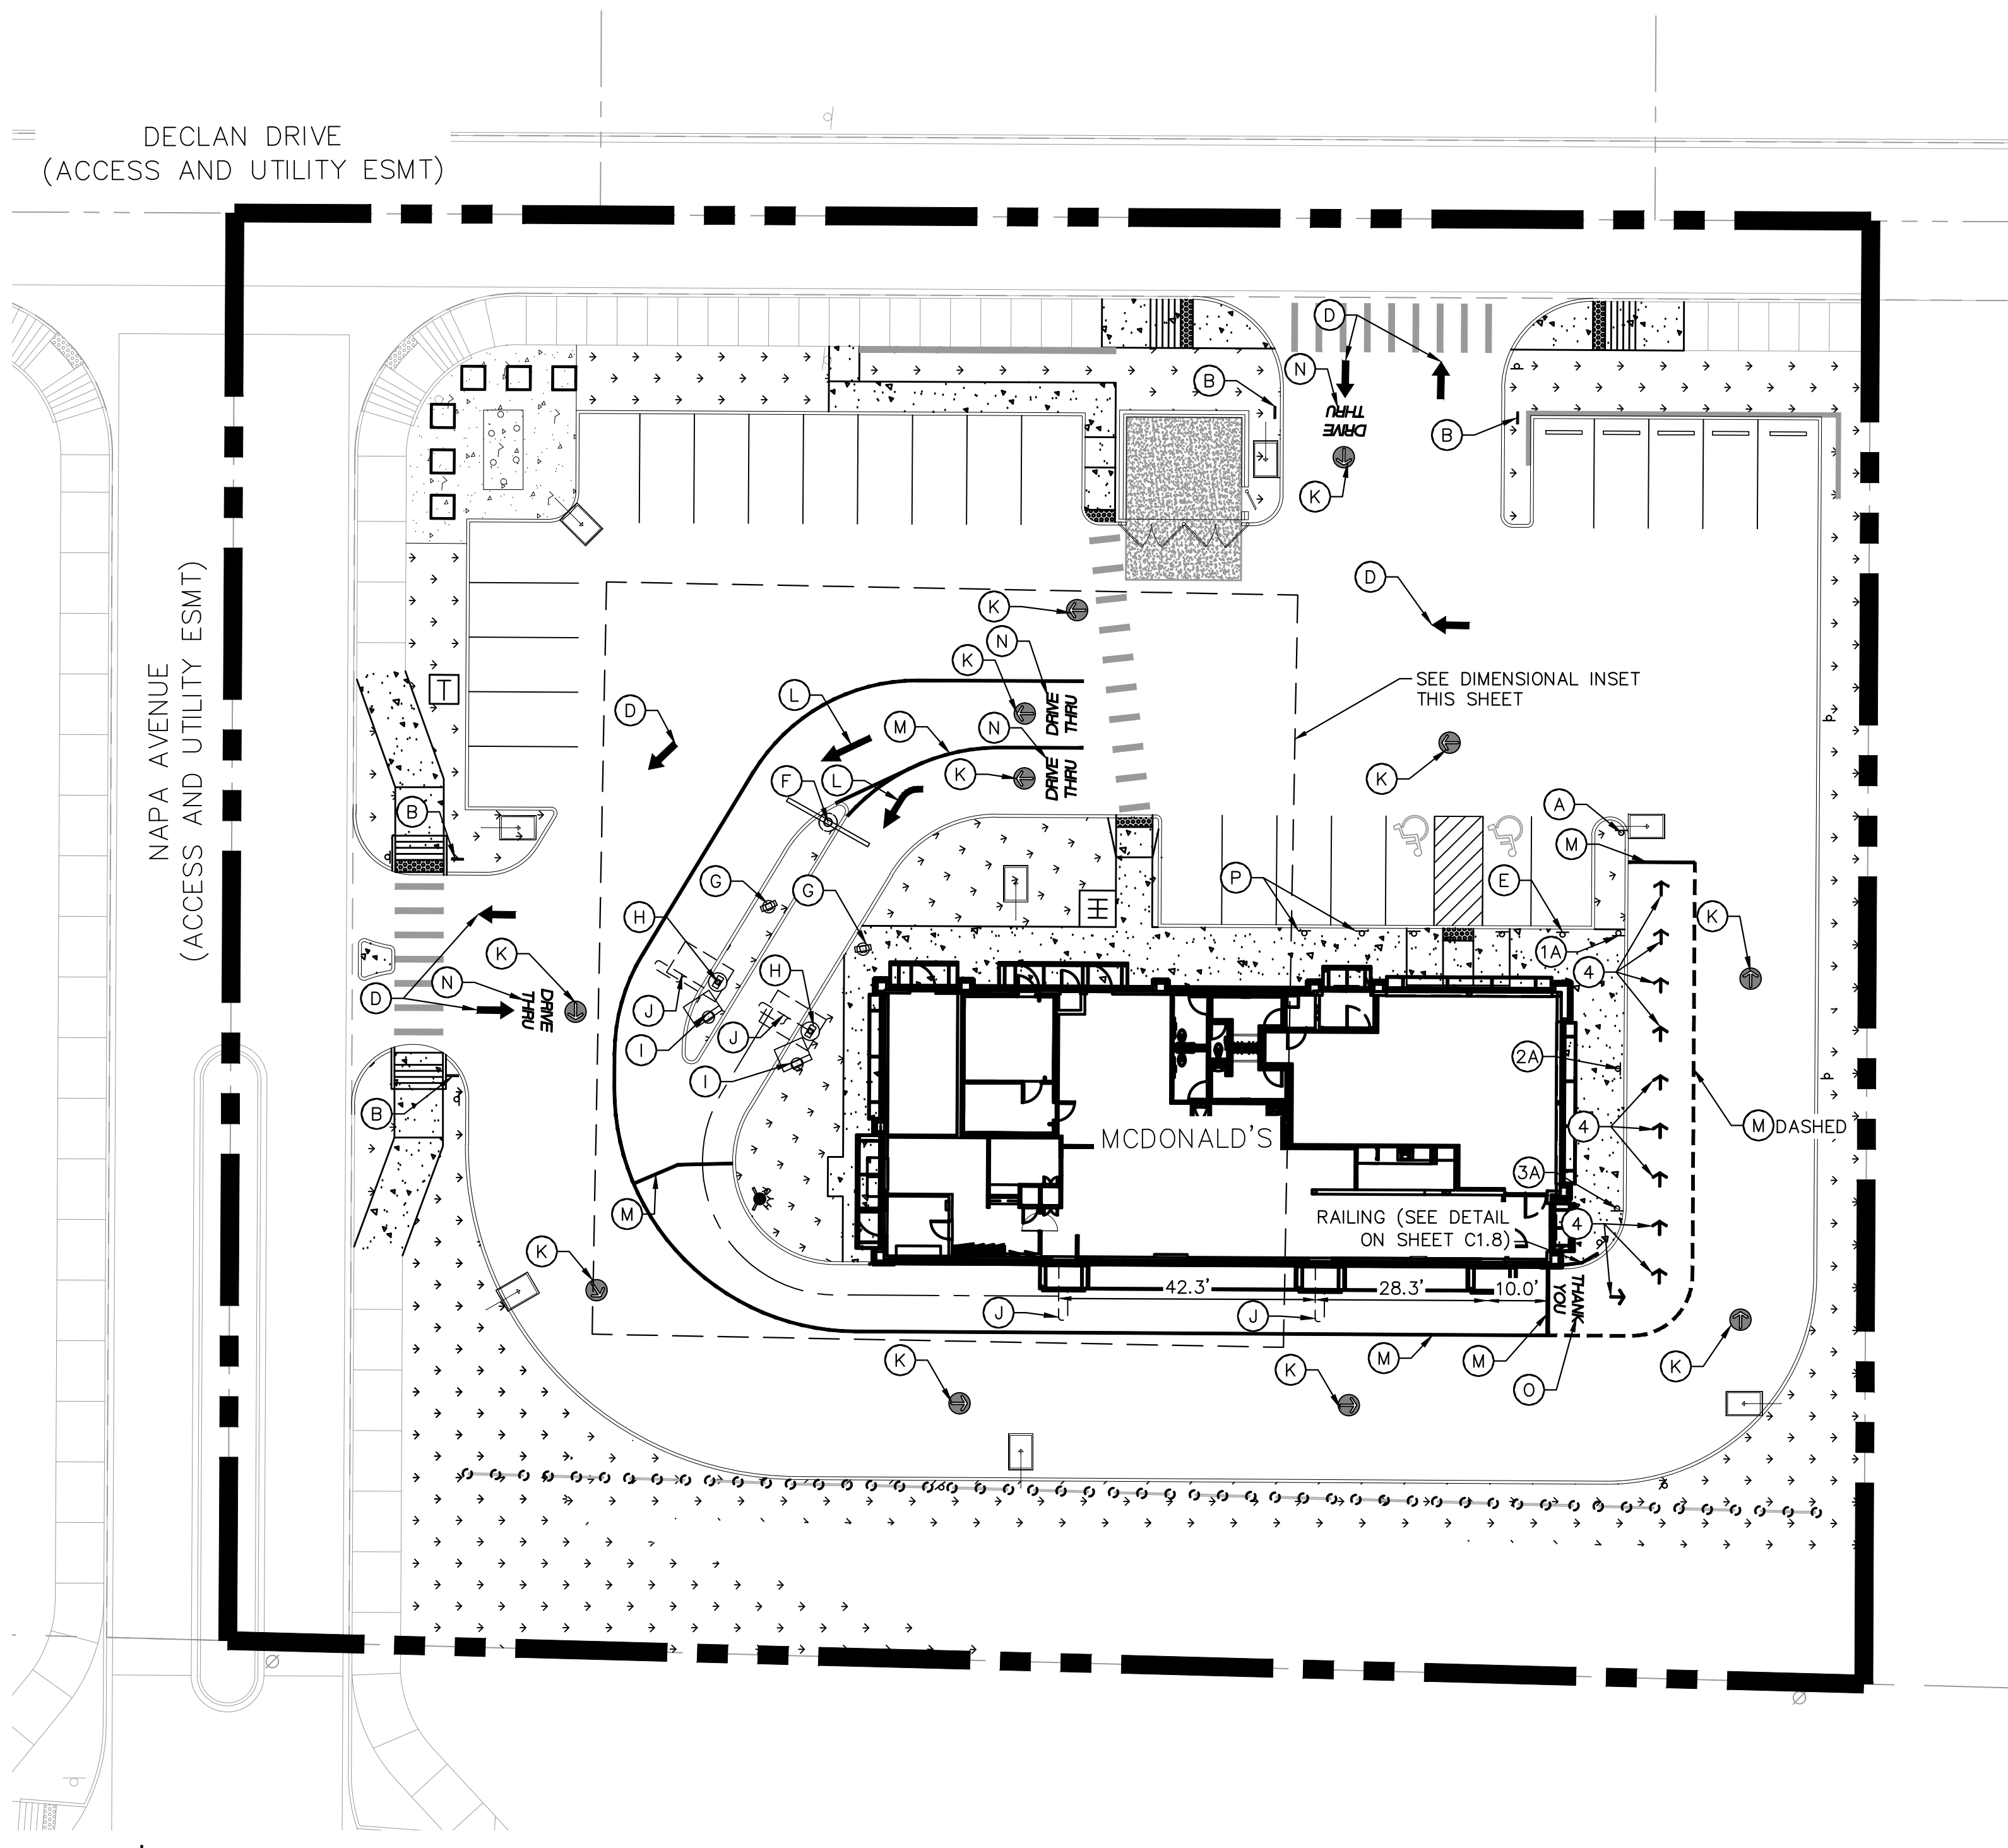 DECLAN DRIVE
(ACCESS AND UTILITY ESMT)
D
N
B
DRIVE
THRU
B
K
NAPA AVENUE
(ACCESS AND UTILITY ESMT)
D
K
N
K
DRIVE
THRU
SEE DIMENSIONAL INSET
THIS SHEET
L
D
M
N
DRIVE
THRU
K
F
L
K
A
B
M
G
G
P
E
H
K
1A
K
H
4
N
D
DRIVE
THRU
J
J
I
2A
I
B
4
M DASHED
MCDONALD'S
3A
M
RAILING (SEE DETAIL
ON SHEET C1.8)
4
K
42.3'
28.3'
10.0'
THANK
YOU
J
J
K
K
M
M
K
O